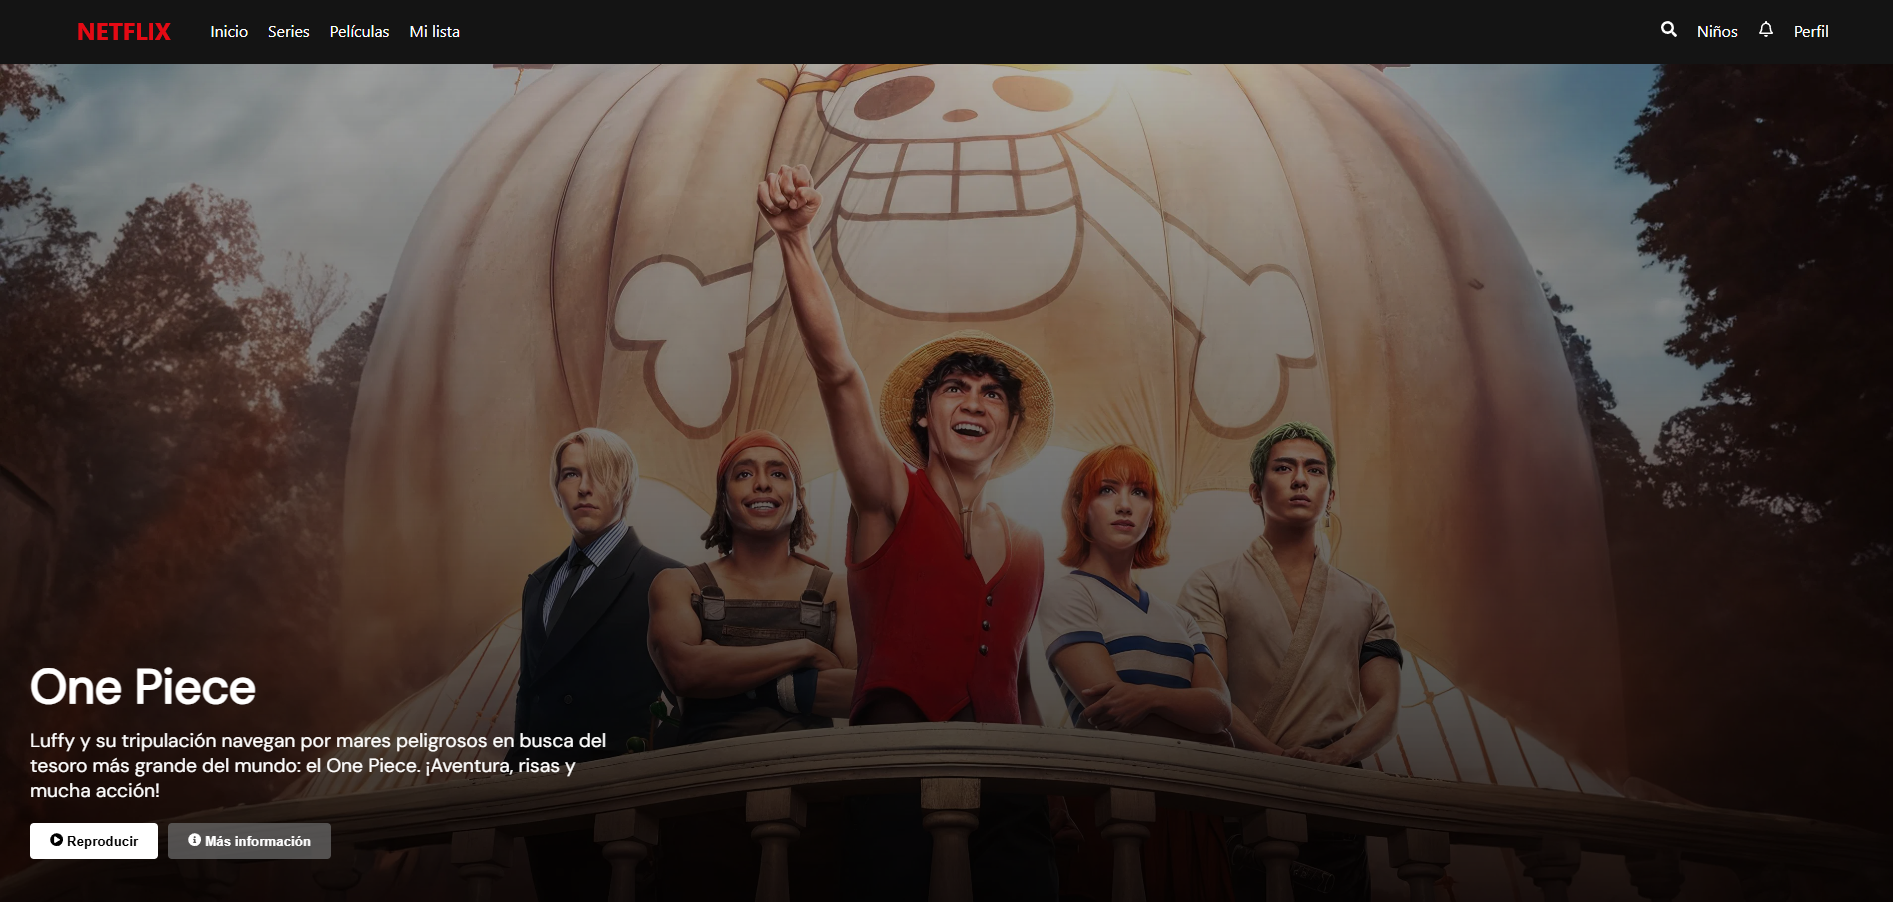 NETFLIX Inicio Series Películas Mi lista Niños Perfil
One Piece
Luffy y su tripulación navegan por mares peligrosos en busca del
tesoro más grande del mundo: el One Piece. ¡Aventura, risas y
mucha acción!
Reproducir Más información